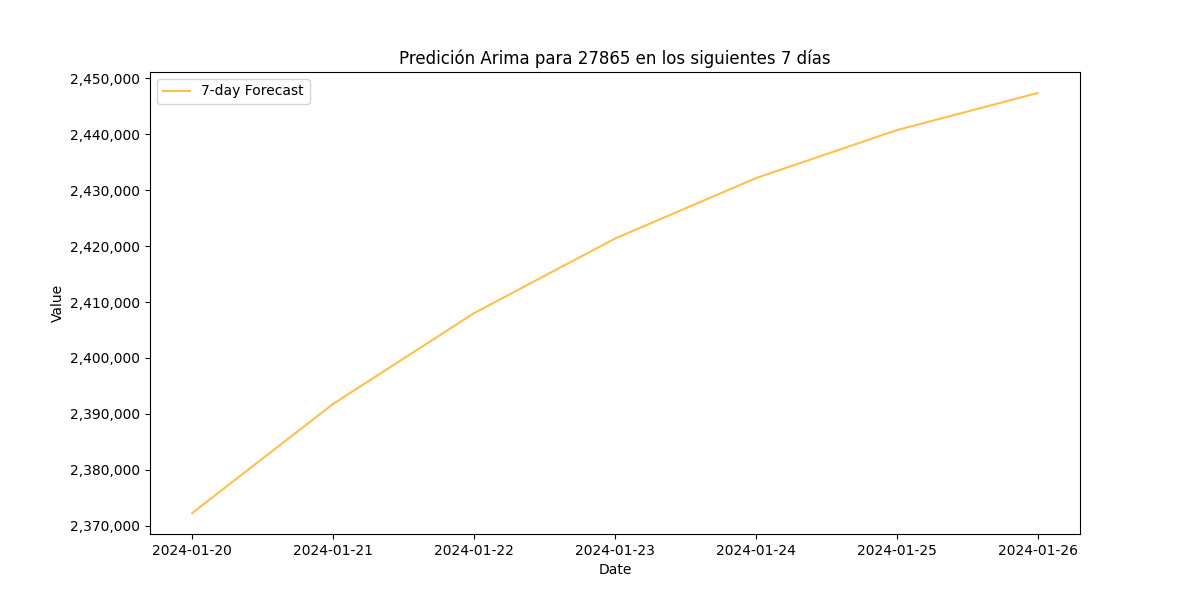 Predicción Arima para 27865 en los siguientes 7 días
7-day Forecast
Value
2,450,000
2,440,000
2,430,000
2,420,000
2,410,000
2,400,000
2,390,000
2,380,000
2,370,000
2024-01-20 2024-01-21 2024-01-22 2024-01-23 2024-01-24 2024-01-25 2024-01-26
Date